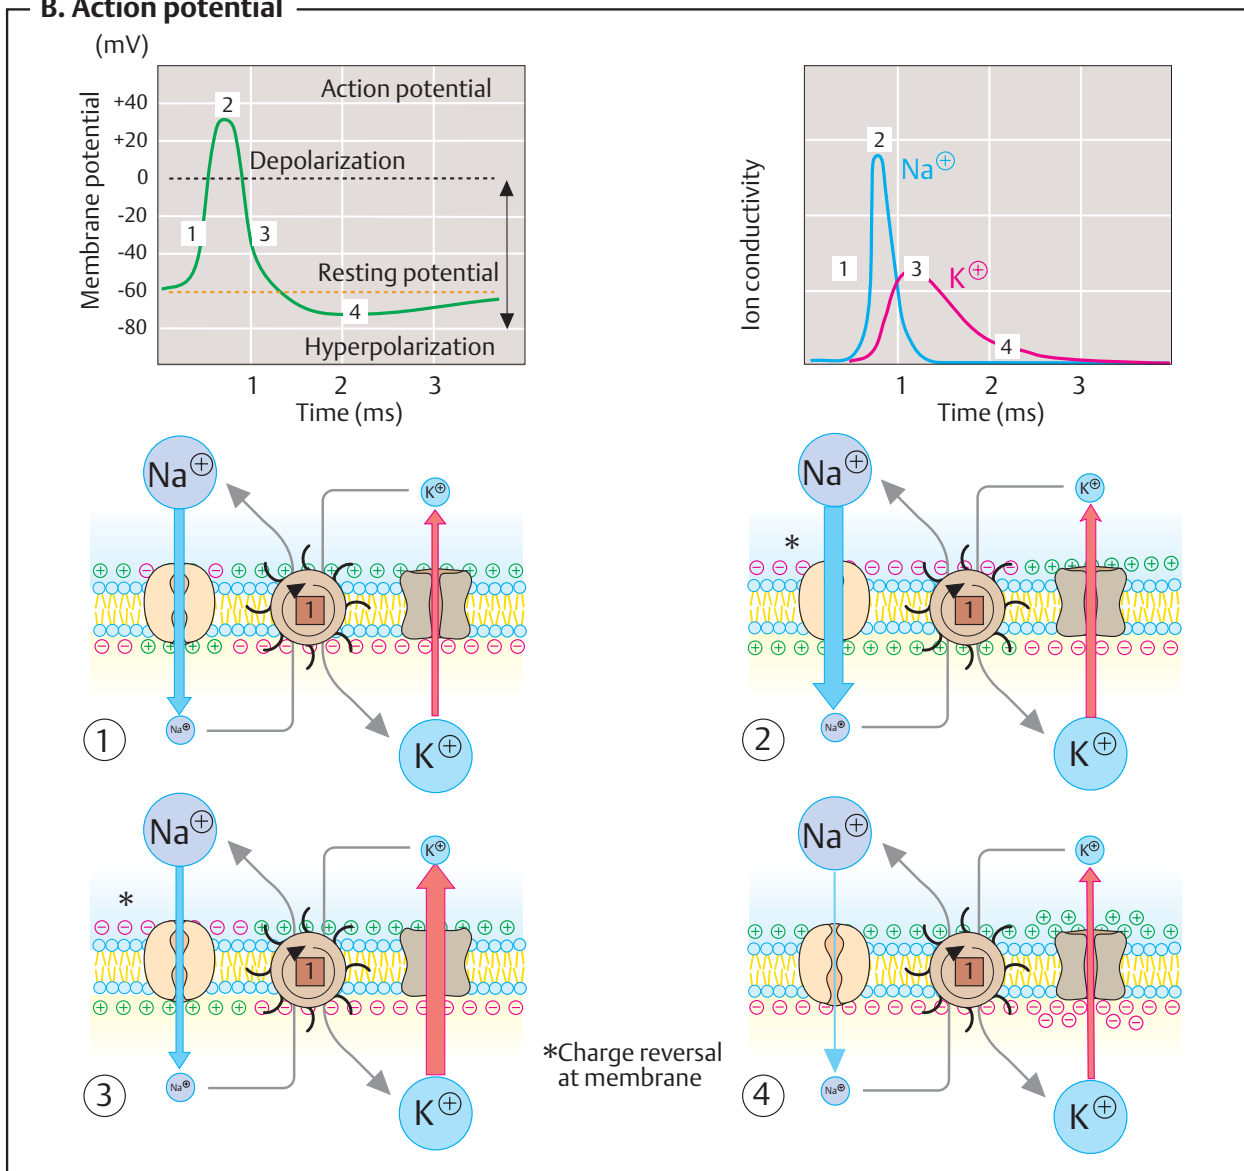 B. Action potential
(mV)
Membrane potential
+40
+20
0
-20
-40
-60
-80
Action potential
2
Depolarization
1
3
Resting potential
4
Hyperpolarization
1 2 3
Time (ms)
Ion conductivity
2
Na⊕
1
3
K⊕
4
1 2 3
Time (ms)
Na⊕
K⊕
1
Na⊕
K⊕
1
Na⊕
K⊕
*
1
Na⊕
K⊕
2
Na⊕
K⊕
*
1
Na⊕
K⊕
3
*Charge reversal
at membrane
Na⊕
K⊕
1
Na⊕
K⊕
4